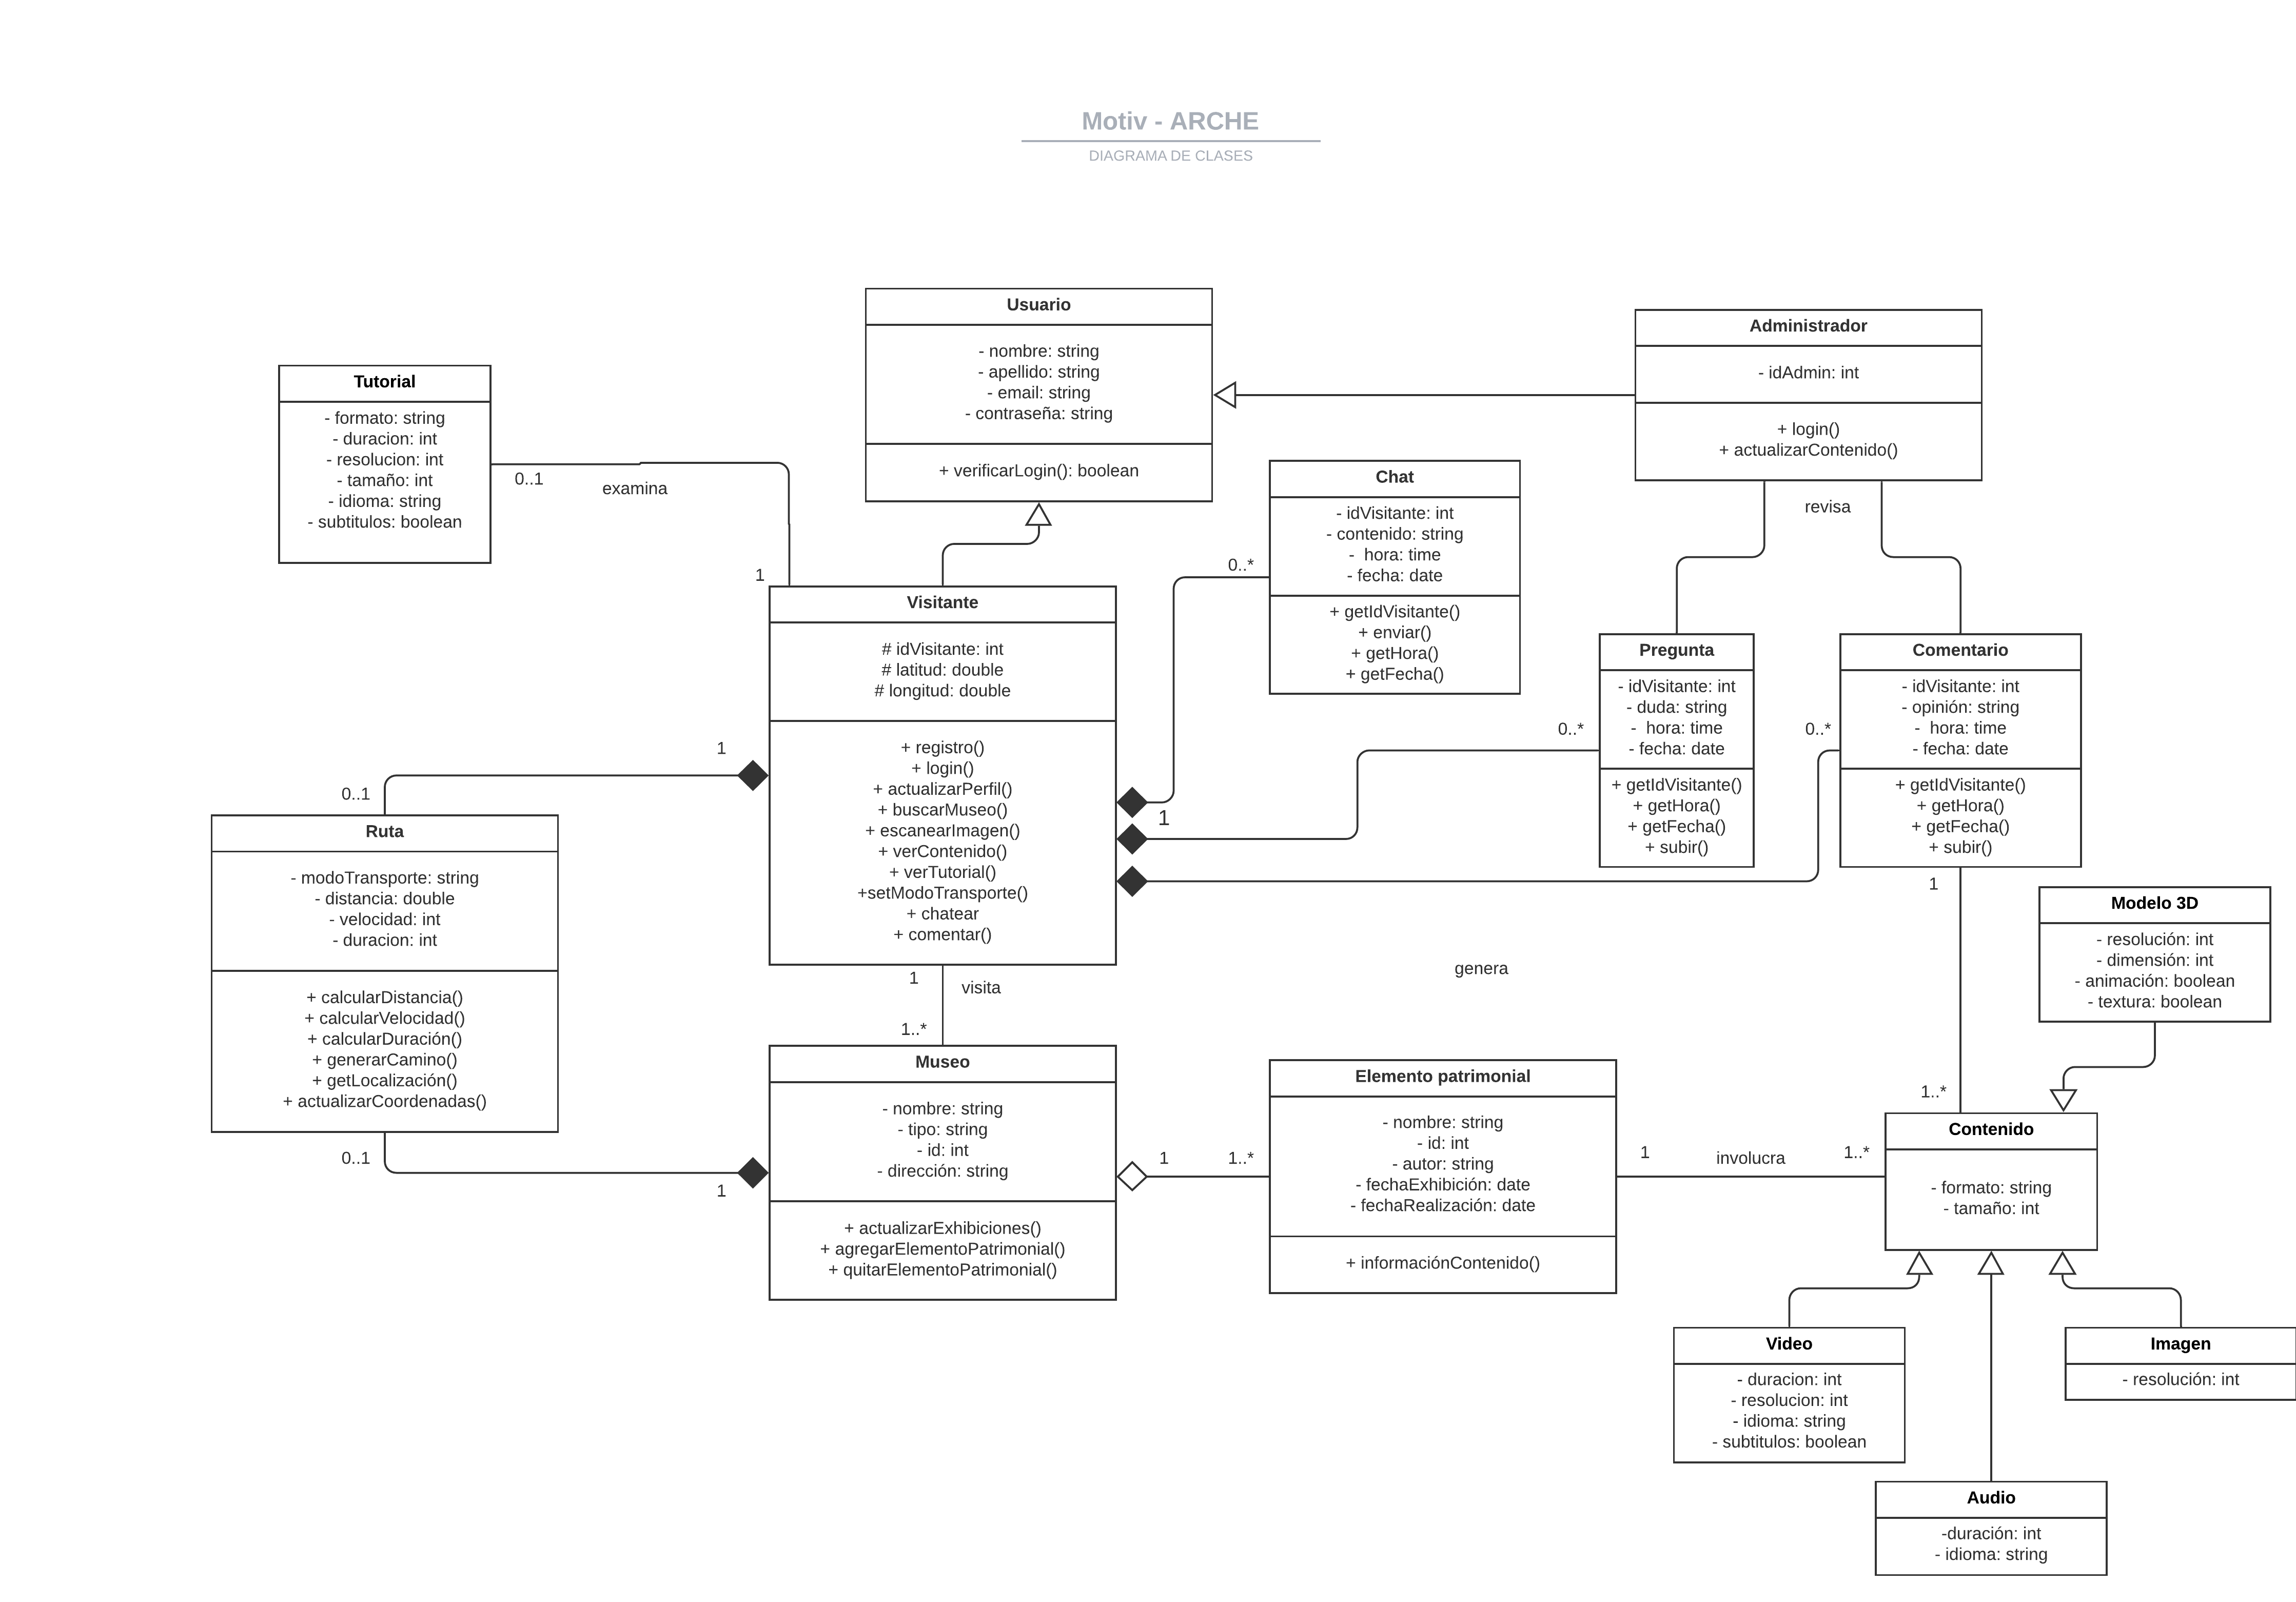 Motiv - ARCHE
DIAGRAMA DE CLASES
Usuario
- nombre: string
- apellido: string
- email: string
- contraseña: string
+ verificarLogin(): boolean
Administrador
- idAdmin: int
+ login()
+ actualizarContenido()
Tutorial
- formato: string
- duracion: int
- resolucion: int
- tamaño: int
- idioma: string
- subtitulos: boolean
0..1
examina
1
Chat
- idVisitante: int
- contenido: string
-  hora: time
- fecha: date
+ getIdVisitante()
+ enviar()
+ getHora()
+ getFecha()
0..*
revisa
Visitante
# idVisitante: int
# latitud: double
# longitud: double
+ registro()
+ login()
+ actualizarPerfil()
+ buscarMuseo()
+ escanearImagen()
+ verContenido()
+ verTutorial()
+setModoTransporte()
+ chatear
+ comentar()
1
Pregunta
- idVisitante: int
- duda: string
-  hora: time
- fecha: date
+ getIdVisitante()
+ getHora()
+ getFecha()
+ subir()
0..*
Comentario
- idVisitante: int
- opinión: string
-  hora: time
- fecha: date
+ getIdVisitante()
+ getHora()
+ getFecha()
+ subir()
0..*
1
0..1
Ruta
- modoTransporte: string
- distancia: double
- velocidad: int
- duracion: int
+ calcularDistancia()
+ calcularVelocidad()
+ calcularDuración()
+ generarCamino()
+ getLocalización()
+ actualizarCoordenadas()
0..1
1
1
visita
1..*
genera
1
1..*
Modelo 3D
- resolución: int
- dimensión: int
- animación: boolean
- textura: boolean
Museo
- nombre: string
- tipo: string
- id: int
- dirección: string
+ actualizarExhibiciones()
+ agregarElementoPatrimonial()
+ quitarElementoPatrimonial()
1
1..*
Elemento patrimonial
- nombre: string
- id: int
- autor: string
- fechaExhibición: date
- fechaRealización: date
+ informaciónContenido()
1
involucra
1..*
Contenido
- formato: string
- tamaño: int
Video
- duracion: int
- resolucion: int
- idioma: string
- subtitulos: boolean
Imagen
- resolución: int
Audio
-duración: int
- idioma: string